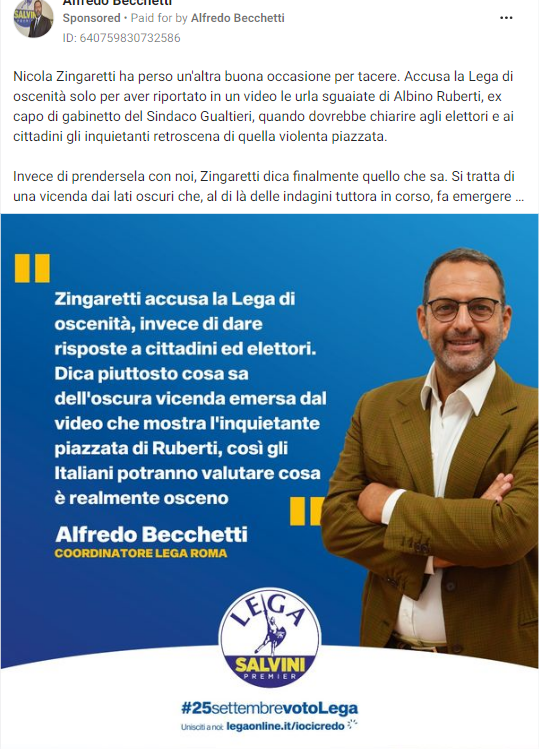 Alfredo Becchetti
Sponsored • Paid for by Alfredo Becchetti
ID: 640759830732586
Nicola Zingaretti ha perso un'altra buona occasione per tacere. Accusa la Lega di
oscenità solo per aver riportato in un video le urla sguaiate di Albino Ruberti, ex
capo di gabinetto del Sindaco Gualtieri, quando dovrebbe chiarire agli elettori e ai
cittadini gli inquietanti retroscena di quella violenta piazzata.
Invece di prendersela con noi, Zingaretti dica finalmente quello che sa. Si tratta di
una vicenda dai lati oscuri che, al di là delle indagini tuttora in corso, fa emergere ...
Zingaretti accusa la Lega di
oscenità, invece di dare
risposte a cittadini ed elettori.
Dica piuttosto cosa sa
dell'oscura vicenda emersa dal
video che mostra l'inquietante
piazzata di Ruberti, così gli
Italiani potranno valutare cosa
è realmente osceno
Alfredo Becchetti
COORDINATORE LEGA ROMA
LEGA
SALVINI
PREMIER
#25settembrevotoLega
Unisciti a noi: legaonline.it/iocicredo